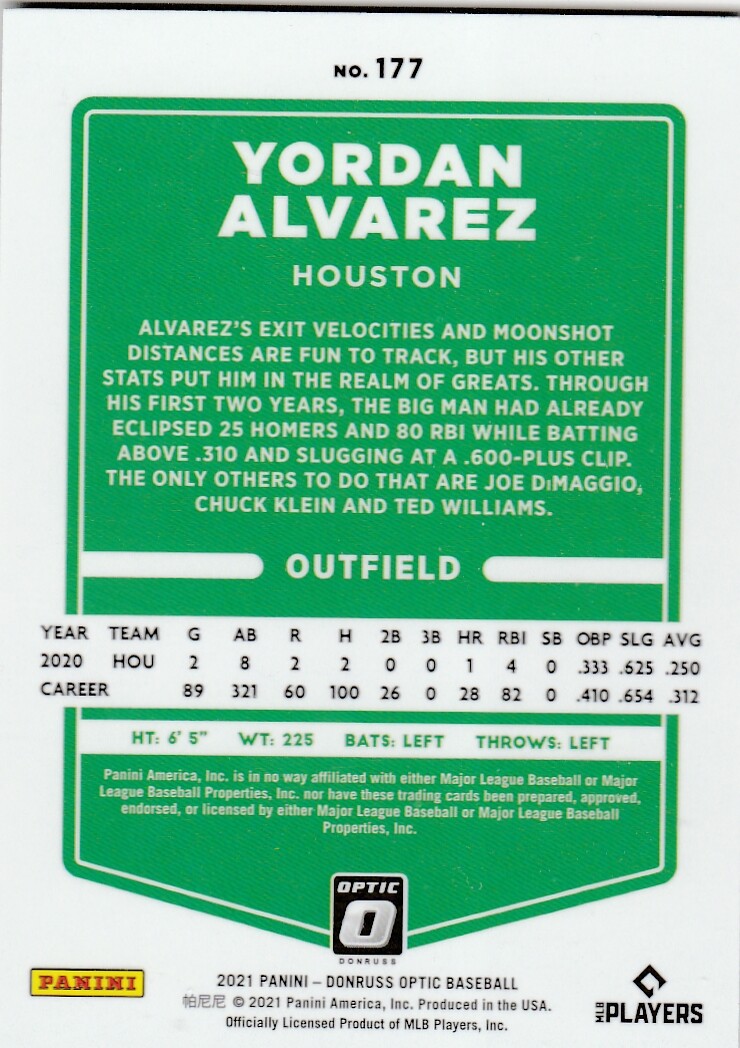 NO. 177
YORDAN
ALVAREZ
HOUSTON
ALVAREZ'S EXIT VELOCITIES AND MOONSHOT
DISTANCES ARE FUN TO TRACK, BUT HIS OTHER
STATS PUT HIM IN THE REALM OF GREATS. THROUGH
HIS FIRST TWO YEARS, THE BIG MAN HAD ALREADY
ECLIPSED 25 HOMERS AND 80 RBI WHILE BATTING
ABOVE .310 AND SLUGGING AT A .600-PLUS CLIP.
THE ONLY OTHERS TO DO THAT ARE JOE DiMAGGIO,
CHUCK KLEIN AND TED WILLIAMS.
OUTFIELD
YEAR TEAM G AB R H 2B 3B HR RBI SB OBP SLG AVG
2020 HOU 2 8 2 2 0 0 1 4 0 .333 .625 .250
CAREER 89 321 60 100 26 0 28 82 0 .410 .654 .312
HT: 6' 5" WT: 225 BATS: LEFT THROWS: LEFT
Panini America, Inc. is in no way affiliated with either Major League Baseball or Major
League Baseball Properties, Inc. nor have these trading cards been prepared, approved,
endorsed, or licensed by either Major League Baseball or Major League Baseball
Properties, Inc.
OPTIC
O
DONRUSS
PANINI
2021 PANINI – DONRUSS OPTIC BASEBALL
帕尼尼 © 2021 Panini America, Inc. Produced in the USA.
Officially Licensed Product of MLB Players, Inc.
MLB PLAYERS